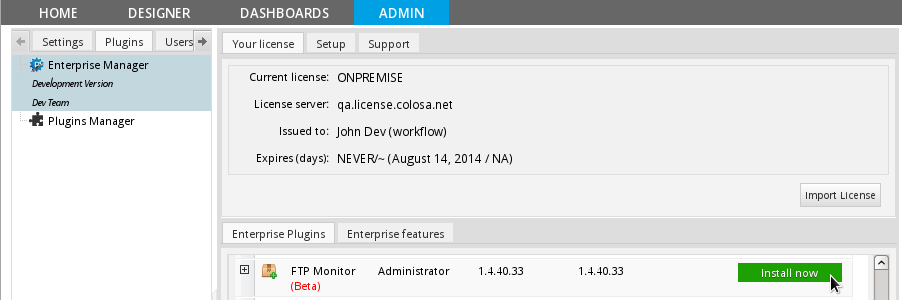 HOME DESIGNER DASHBOARDS ADMIN
Settings Plugins Users
Enterprise Manager
Development Version
Dev Team
Plugins Manager
Your license Setup Support
Current license: ONPREMISE
License server: qa.license.colosa.net
Issued to: John Dev (workflow)
Expires (days): NEVER/~ (August 14, 2014 / NA)
Import License
Enterprise Plugins Enterprise features
FTP Monitor Administrator 1.4.40.33 1.4.40.33 Install now
(Beta)